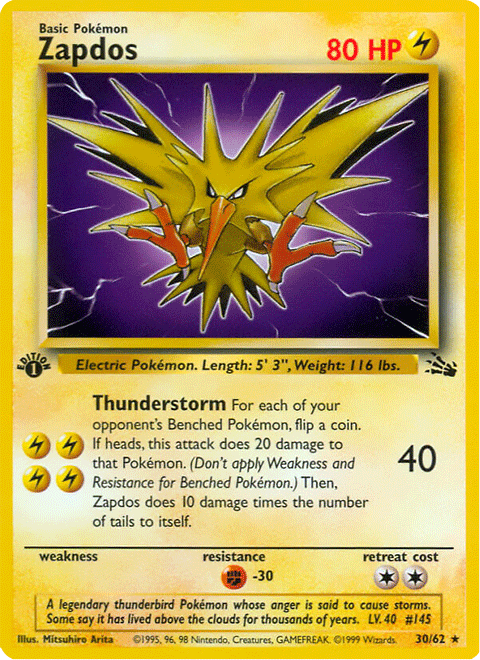 Basic Pokémon
Zapdos
80 HP
EDITION
1
Electric Pokémon. Length: 5' 3", Weight: 116 lbs.
Thunderstorm For each of your
opponent's Benched Pokémon, flip a coin.
If heads, this attack does 20 damage to
that Pokémon. (Don't apply Weakness and
Resistance for Benched Pokémon.) Then,
Zapdos does 10 damage times the number
of tails to itself.
40
weakness
resistance
retreat cost
-30
A legendary thunderbird Pokémon whose anger is said to cause storms.
Some say it has lived above the clouds for thousands of years. LV. 40 #145
Illus. Mitsuhiro Arita
©1995, 96, 98 Nintendo, Creatures, GAMEFREAK. ©1999 Wizards.
30/62 ★